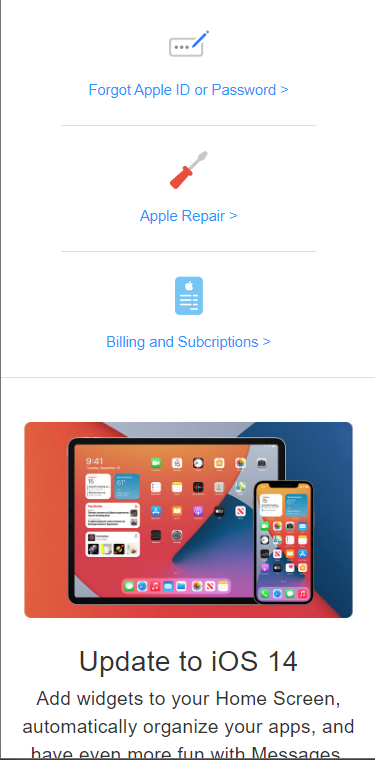 Forgot Apple ID or Password >
Apple Repair >
Billing and Subcriptions >
9:41
Update to iOS 14
Add widgets to your Home Screen,
automatically organize your apps, and
have even more fun with Messages.